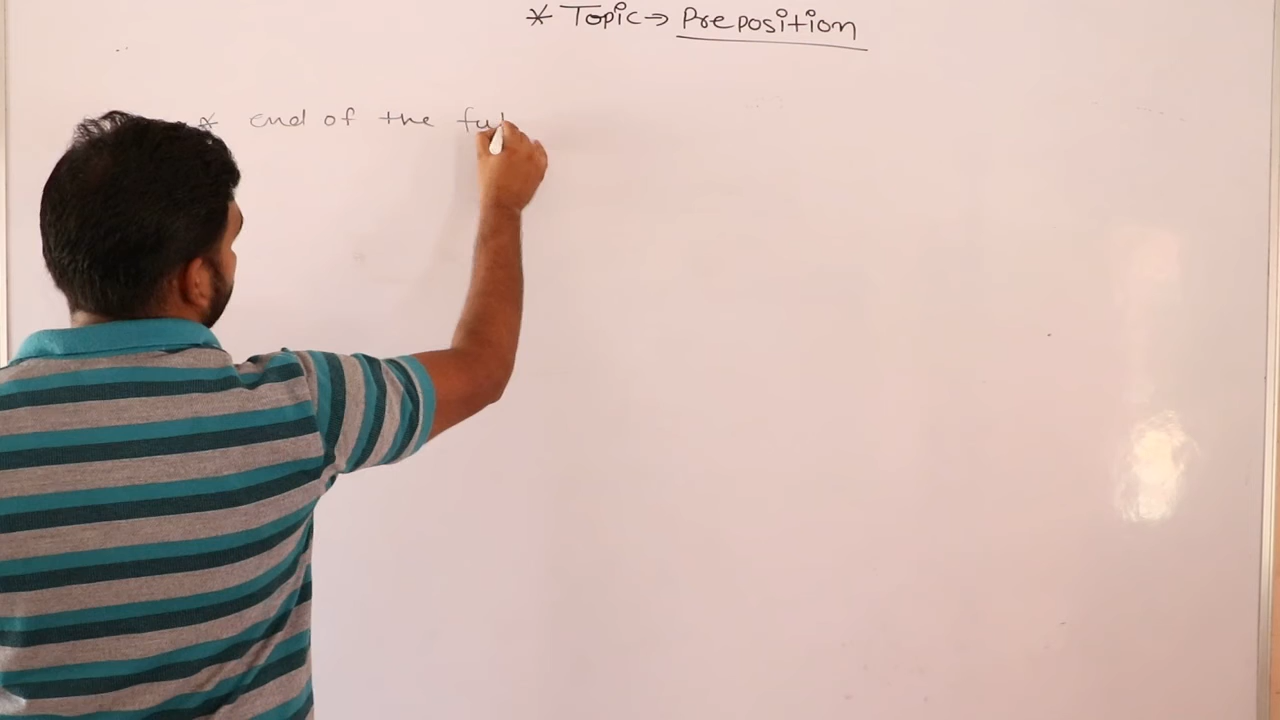 * Topic → Preposition
* end of the